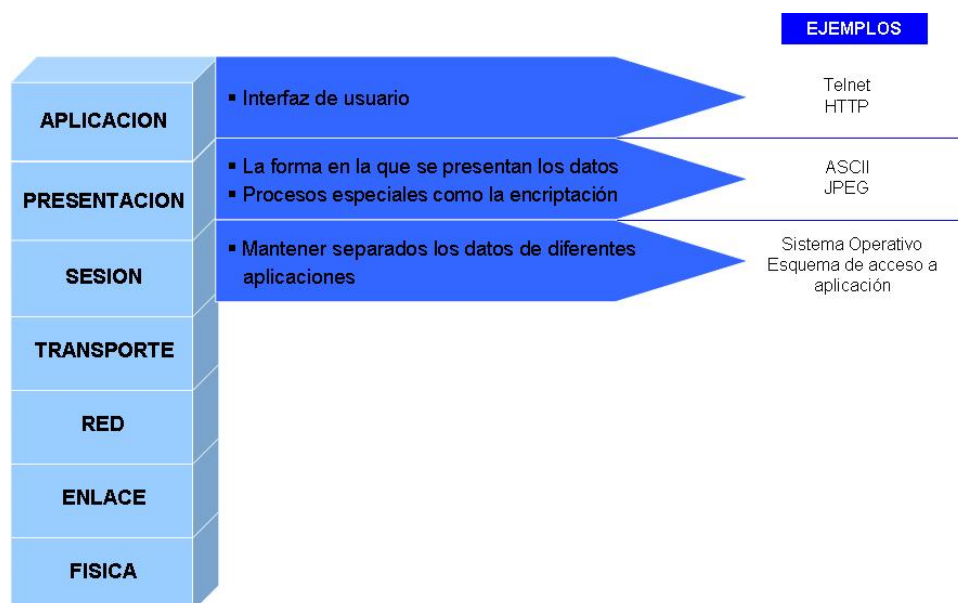 EJEMPLOS
APLICACION
▪ Interfaz de usuario
Telnet
HTTP
PRESENTACION
▪ La forma en la que se presentan los datos
▪ Procesos especiales como la encriptación
ASCII
JPEG
SESION
▪ Mantener separados los datos de diferentes
aplicaciones
Sistema Operativo
Esquema de acceso a
aplicación
TRANSPORTE
RED
ENLACE
FISICA